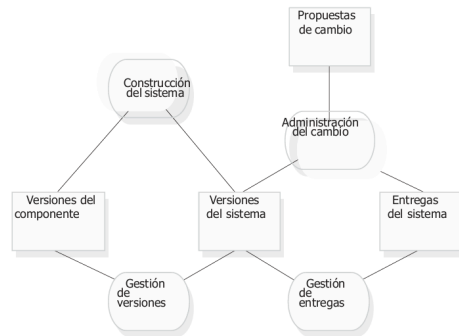 Propuestas
de cambio
Construcción
del sistema
Administración
del cambio
Versiones del
componente
Versiones
del sistema
Entregas
del sistema
Gestión
de
versiones
Gestión
de
entregas